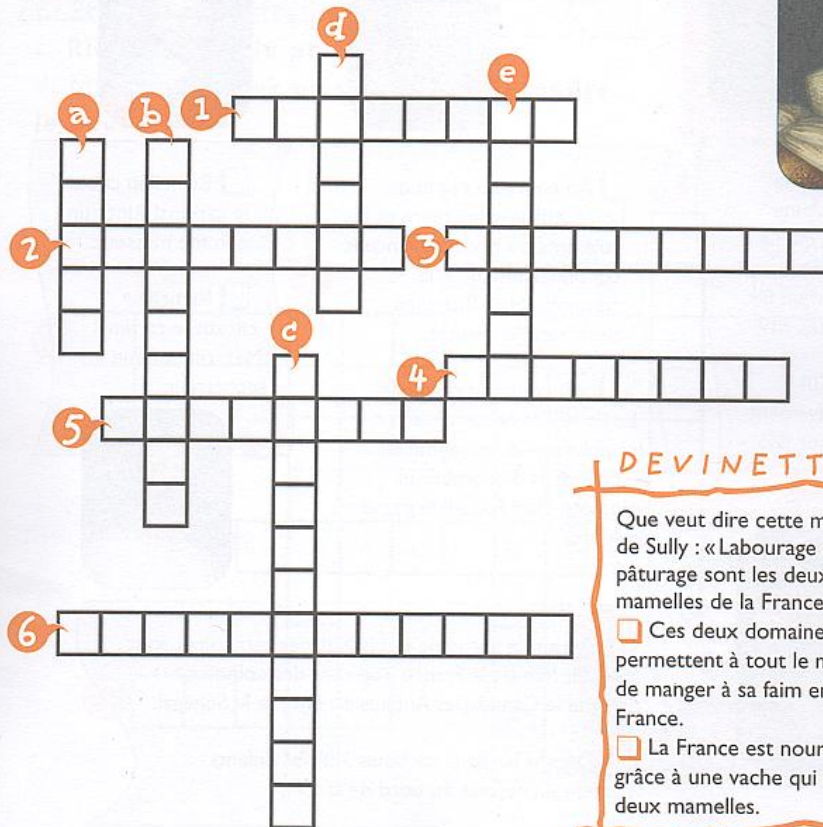 d
e
a b 1
2 3
c
4
5
6
DEVINETT
Que veut dire cette m
de Sully : « Labourage
pâturage sont les deux
mamelles de la France
Ces deux domaine
permettent à tout le m
de manger à sa faim en
France.
La France est nour
grâce à une vache qui
deux mamelles.